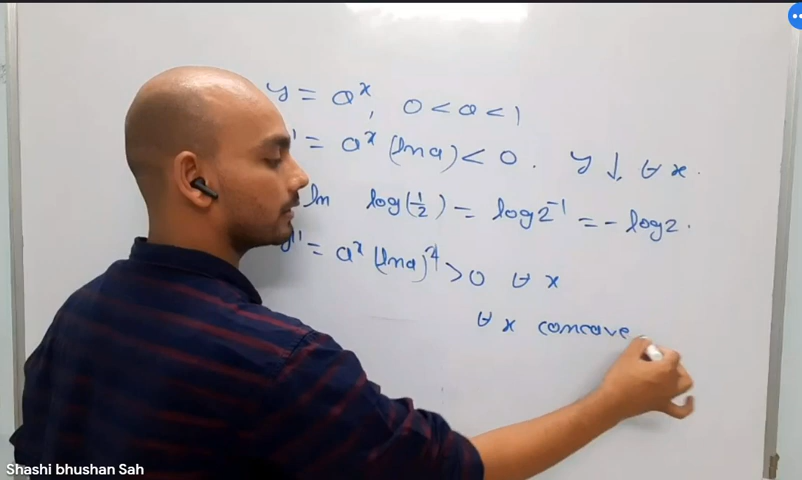 y = a^x, 0 < a < 1
' = a^x (ln a) < 0. y ↓, ∀ x.
ln log(1/2) = log 2^-1 = - log 2.
y'' = a^x (ln a)^2 > 0 ∀ x
∀ x concave
Shashi bhushan Sah